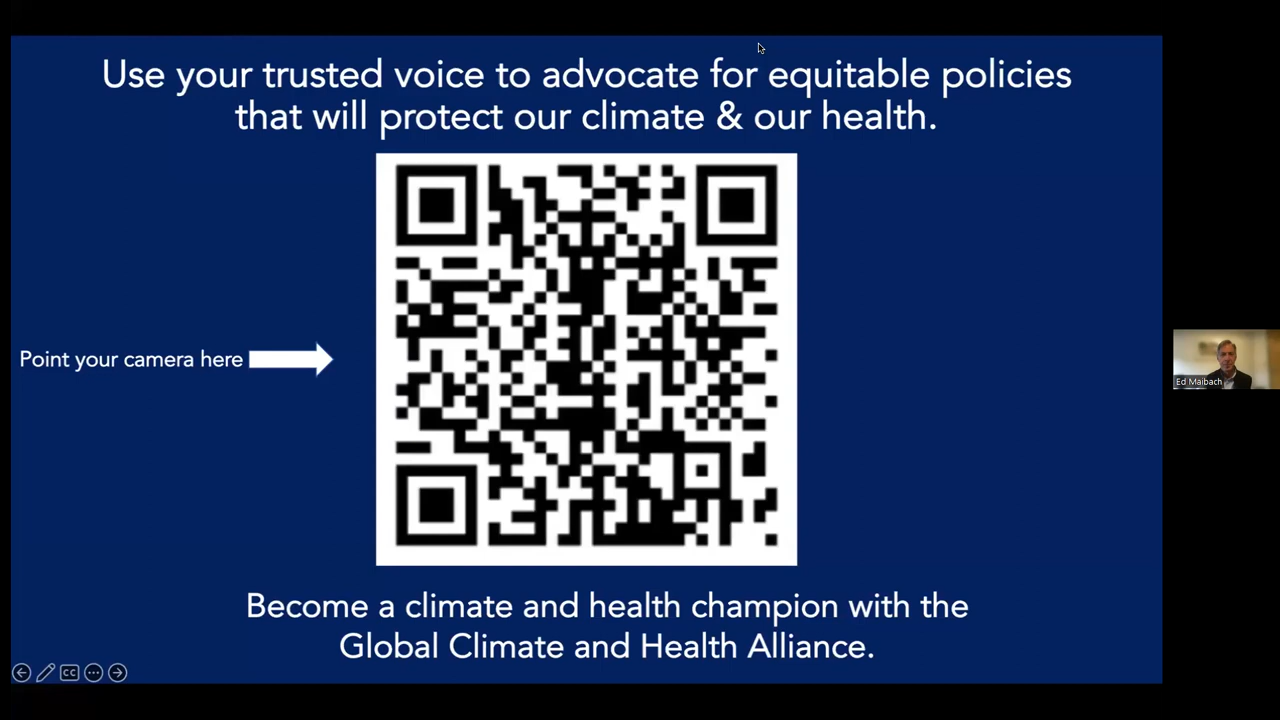 Use your trusted voice to advocate for equitable policies
that will protect our climate & our health.
Point your camera here
Ed Maibach
Become a climate and health champion with the
Global Climate and Health Alliance.
CC